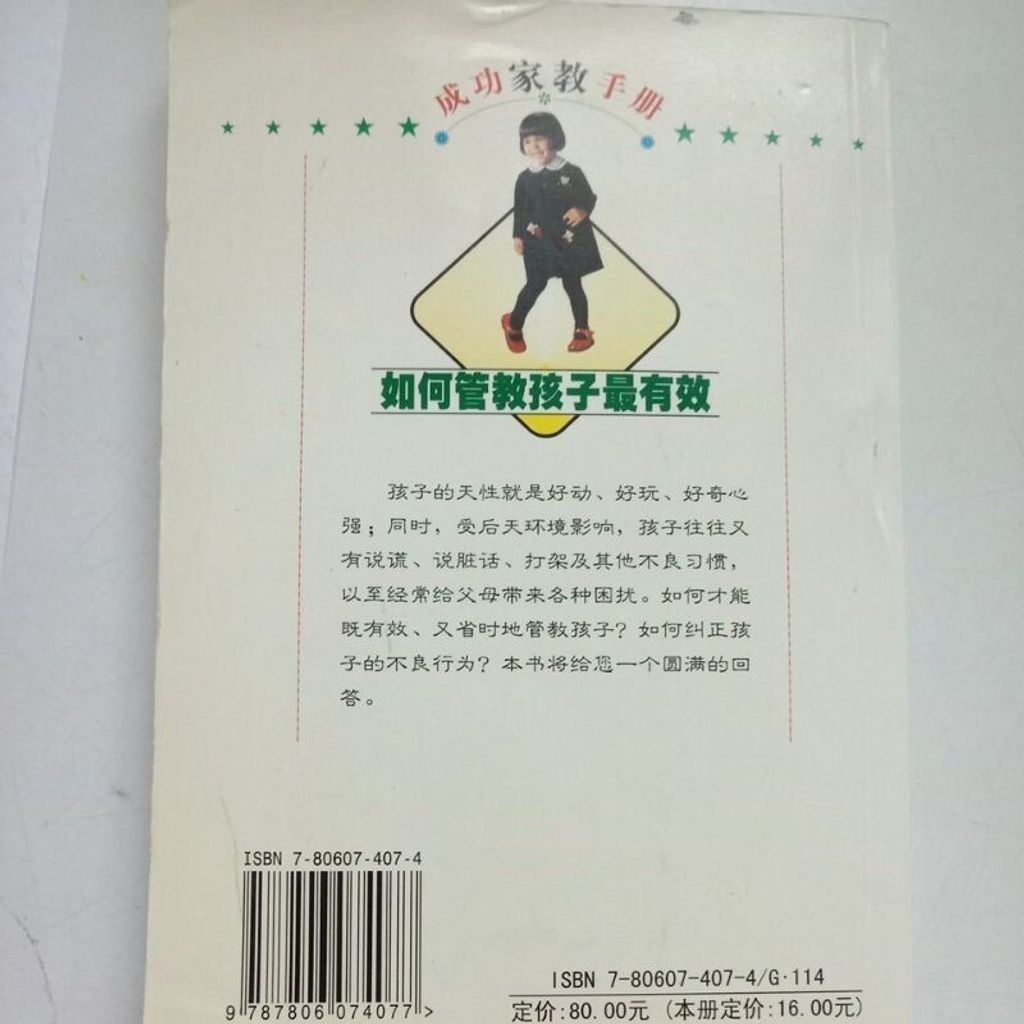 成功家教手册
如何管教孩子最有效
孩子的天性就是好动、好玩、好奇心
强；同时，受后天环境影响，孩子往往又
有说谎、说脏话、打架及其他不良习惯，
以至经常给父母带来各种困扰。如何才能
既有效、又省时地管教孩子？如何纠正孩
子的不良行为？本书将给您一个圆满的回
答。
ISBN 7-80607-407-4
9 787806 074077 >
ISBN 7-80607-407-4/G·114
定价:80.00元 (本册定价:16.00元)